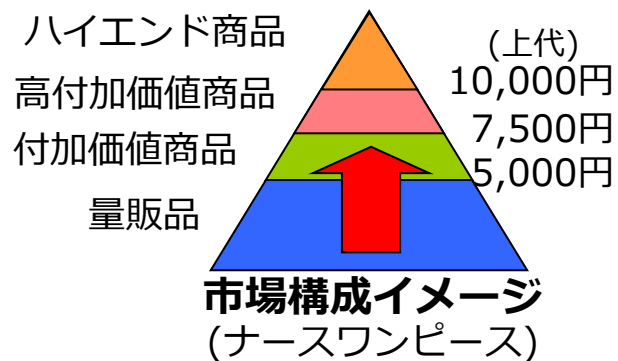 ハイエンド商品
(上代)
10,000円
高付加価値商品
7,500円
付加価値商品
5,000円
量販品
市場構成イメージ
(ナースワンピース)